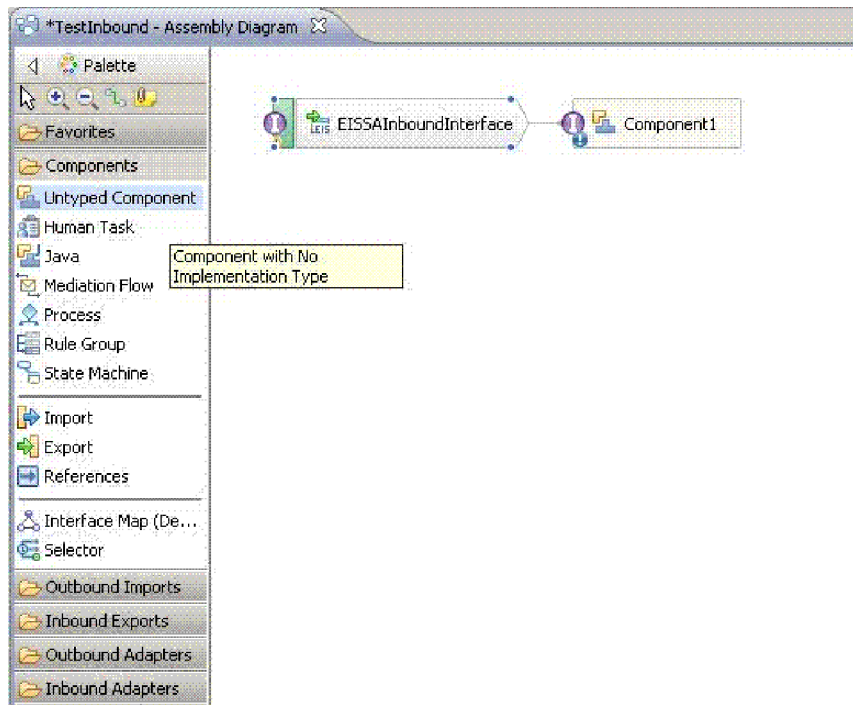 *TestInbound - Assembly Diagram
Palette
Favorites
Components
Untyped Component
Human Task
Java
Mediation Flow
Process
Rule Group
State Machine
Import
Export
References
Interface Map (De...
Selector
Outbound Imports
Inbound Exports
Outbound Adapters
Inbound Adapters
Component with No
Implementation Type
EIS
EISSAInboundInterface
Component1